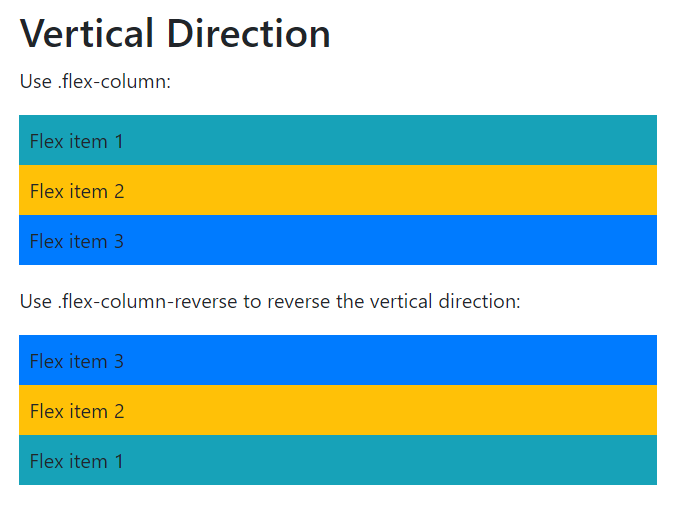 Vertical Direction
Use .flex-column:
Flex item 1
Flex item 2
Flex item 3
Use .flex-column-reverse to reverse the vertical direction:
Flex item 3
Flex item 2
Flex item 1